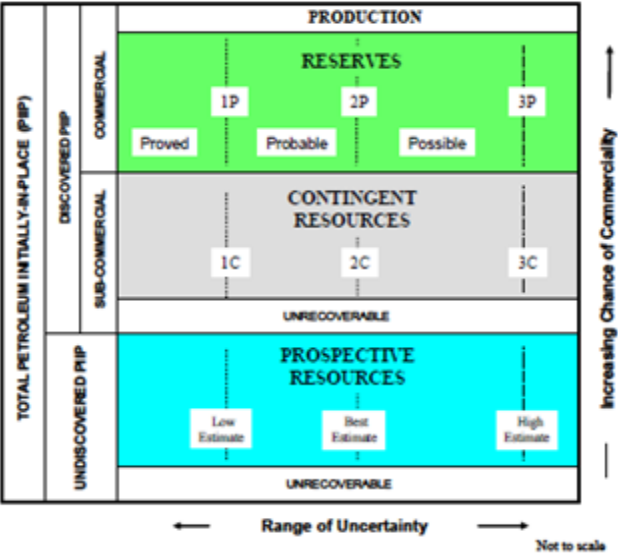 PRODUCTION
RESERVES
1P 2P 3P
Proved Probable Possible
CONTINGENT
RESOURCES
1C 2C 3C
UNRECOVERABLE
PROSPECTIVE
RESOURCES
Low
Estimate
Best
Estimate
High
Estimate
UNRECOVERABLE
TOTAL PETROLEUM INITIALLY-IN-PLACE (PIIP)
DISCOVERED PIIP
COMMERCIAL
SUB-COMMERCIAL
UNDISCOVERED PIIP
Increasing Chance of Commerciality
Range of Uncertainty
Not to scale